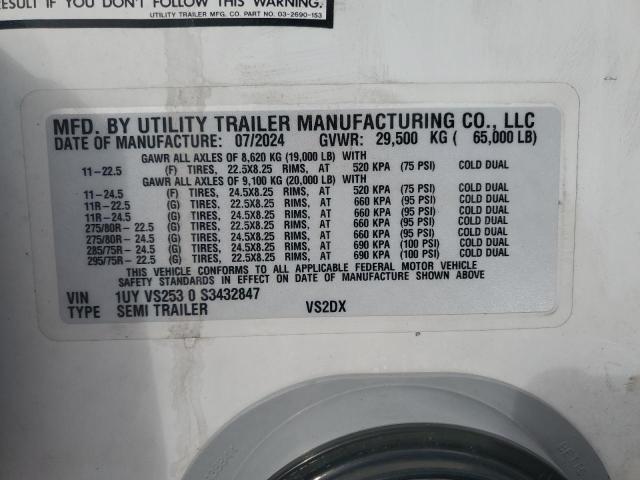 RESULT IF YOU DON'T FOLLOW THIS WARNING.
UTILITY TRAILER MFG. CO. PART NO. 03-2690-153
MFD. BY UTILITY TRAILER MANUFACTURING CO., LLC
DATE OF MANUFACTURE: 07/2024 GVWR: 29,500 KG ( 65,000 LB)
GAWR ALL AXLES OF 8,620 KG (19,000 LB) WITH
11-22.5 (F) TIRES, 22.5X8.25 RIMS, AT 520 KPA (75 PSI) COLD DUAL
GAWR ALL AXLES OF 9,100 KG (20,000 LB) WITH
11-24.5 (F) TIRES, 24.5X8.25 RIMS, AT 520 KPA (75 PSI) COLD DUAL
11R-22.5 (G) TIRES, 22.5X8.25 RIMS, AT 660 KPA (95 PSI) COLD DUAL
11R-24.5 (G) TIRES, 24.5X8.25 RIMS, AT 660 KPA (95 PSI) COLD DUAL
275/80R-22.5 (G) TIRES, 22.5X8.25 RIMS, AT 660 KPA (95 PSI) COLD DUAL
275/80R-24.5 (G) TIRES, 24.5X8.25 RIMS, AT 660 KPA (95 PSI) COLD DUAL
285/75R-24.5 (G) TIRES, 24.5X8.25 RIMS, AT 690 KPA (100 PSI) COLD DUAL
295/75R-22.5 (G) TIRES, 22.5X8.25 RIMS, AT 690 KPA (100 PSI) COLD DUAL
THIS VEHICLE CONFORMS TO ALL APPLICABLE FEDERAL MOTOR VEHICLE
SAFETY STANDARDS IN EFFECT ON DATE OF MANUFACTURE SHOWN ABOVE.
VIN 1UY VS253 0 S3432847
TYPE SEMI TRAILER VS2DX